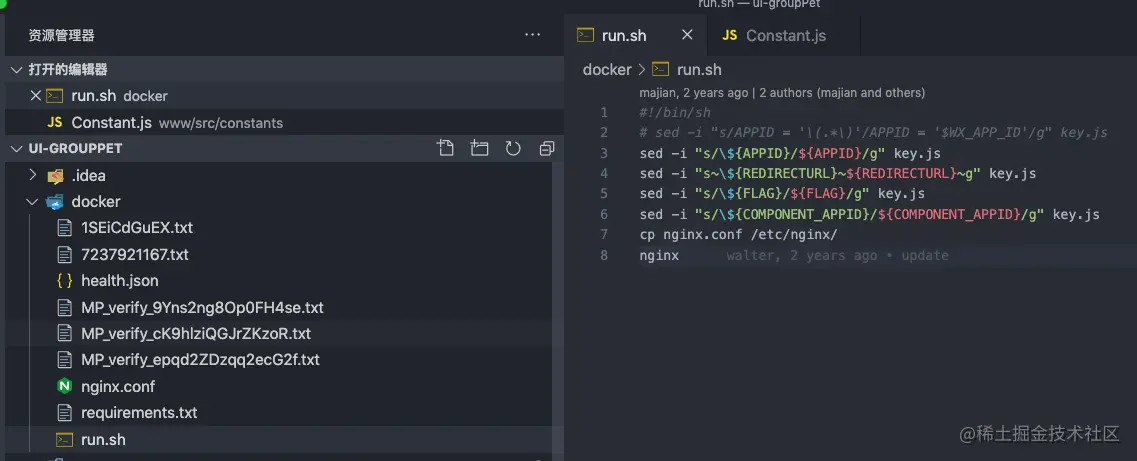 run.sh — ui-groupPet
资源管理器
打开的编辑器
run.sh docker
JS Constant.js www/src/constants
UI-GROUPPET
.idea
docker
1SEiCdGuEX.txt
7237921167.txt
{ } health.json
MP_verify_9Yns2ng8Op0FH4se.txt
MP_verify_cK9hlziQGJrZKzoR.txt
MP_verify_epqd2ZDzqq2ecG2f.txt
N nginx.conf
requirements.txt
run.sh
run.sh
JS Constant.js
docker > run.sh
majian, 2 years ago | 2 authors (majian and others)
1 #!/bin/sh
2 # sed -i "s/APPID = '\(.*\)'/APPID = '$WX_APP_ID'/g" key.js
3 sed -i "s/\${APPID}/${APPID}/g" key.js
4 sed -i "s~\${REDIRECTURL}~${REDIRECTURL}~g" key.js
5 sed -i "s/\${FLAG}/${FLAG}/g" key.js
6 sed -i "s/\${COMPONENT_APPID}/${COMPONENT_APPID}/g" key.js
7 cp nginx.conf /etc/nginx/
8 nginx walter, 2 years ago • update
@稀土掘金技术社区